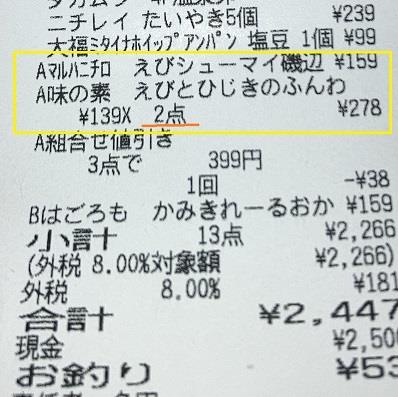 ニチレイ たいやき5個 ¥239
大福ミタイナホイップアンパン 塩豆 1個 ¥99
Aマルハニチロ えびシューマイ磯辺 ¥159
A味の素 えびとひじきのふんわ
¥139X 2点 ¥278
A組合せ値引き
3点で 399円
1回 -¥38
Bはごろも かみきれーるおか ¥159
小計 13点 ¥2,266
(外税 8.00%対象額 ¥2,266)
外税 8.00% ¥181
合計 ¥2,447
現金 ¥2,50
お釣り ¥53